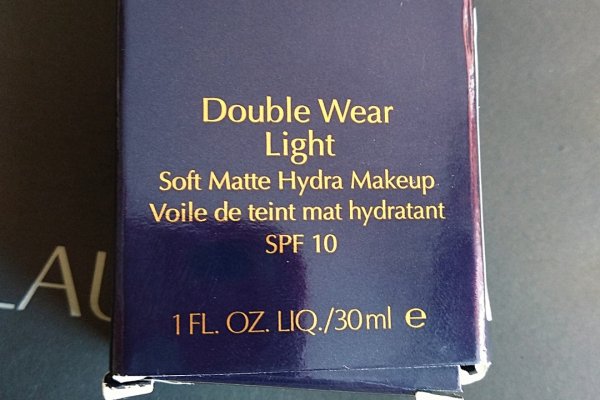 Double Wear
Light
Soft Matte Hydra Makeup
Voile de teint mat hydratant
SPF 10
1 FL. OZ. LIQ./30 ml ℮